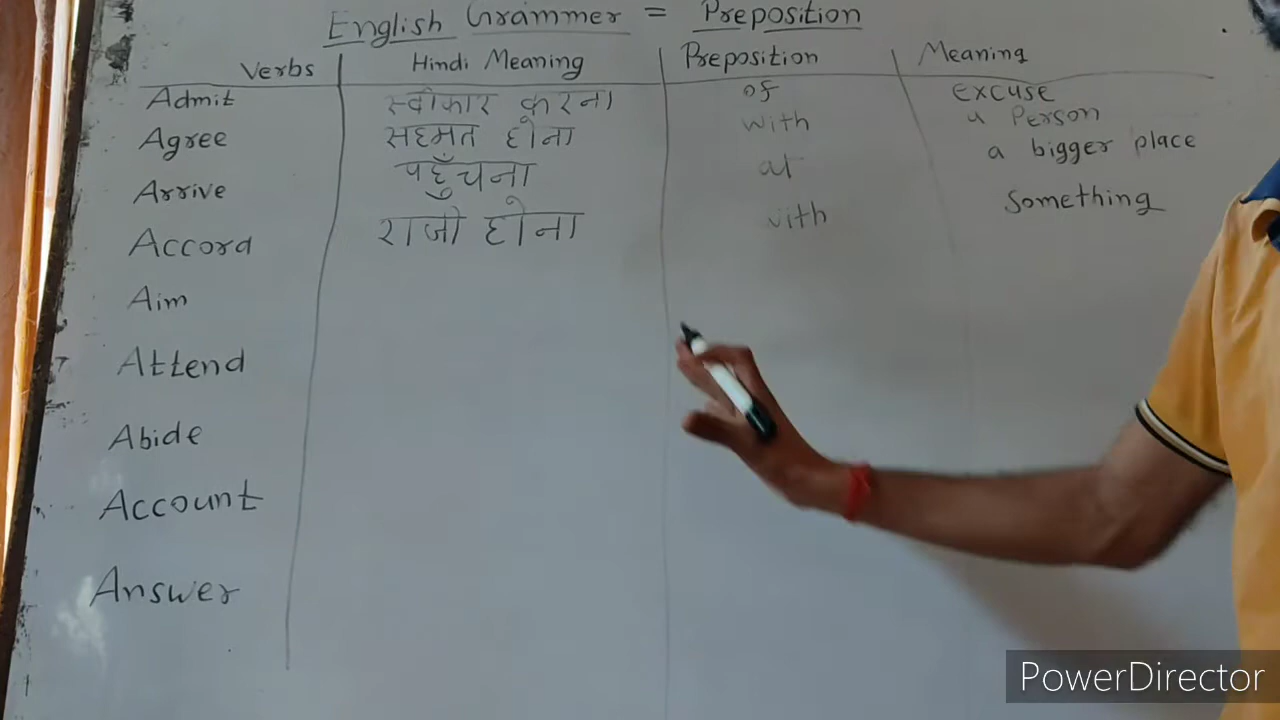 English Grammer = Preposition
Verbs Hindi Meaning Preposition Meaning
Admit स्वीकार करना of excuse
Agree सहमत होना with a Person
Arrive पहुँचना at a bigger place
Accord राजी होना with Something
Aim
Attend
Abide
Account
Answer
PowerDirector